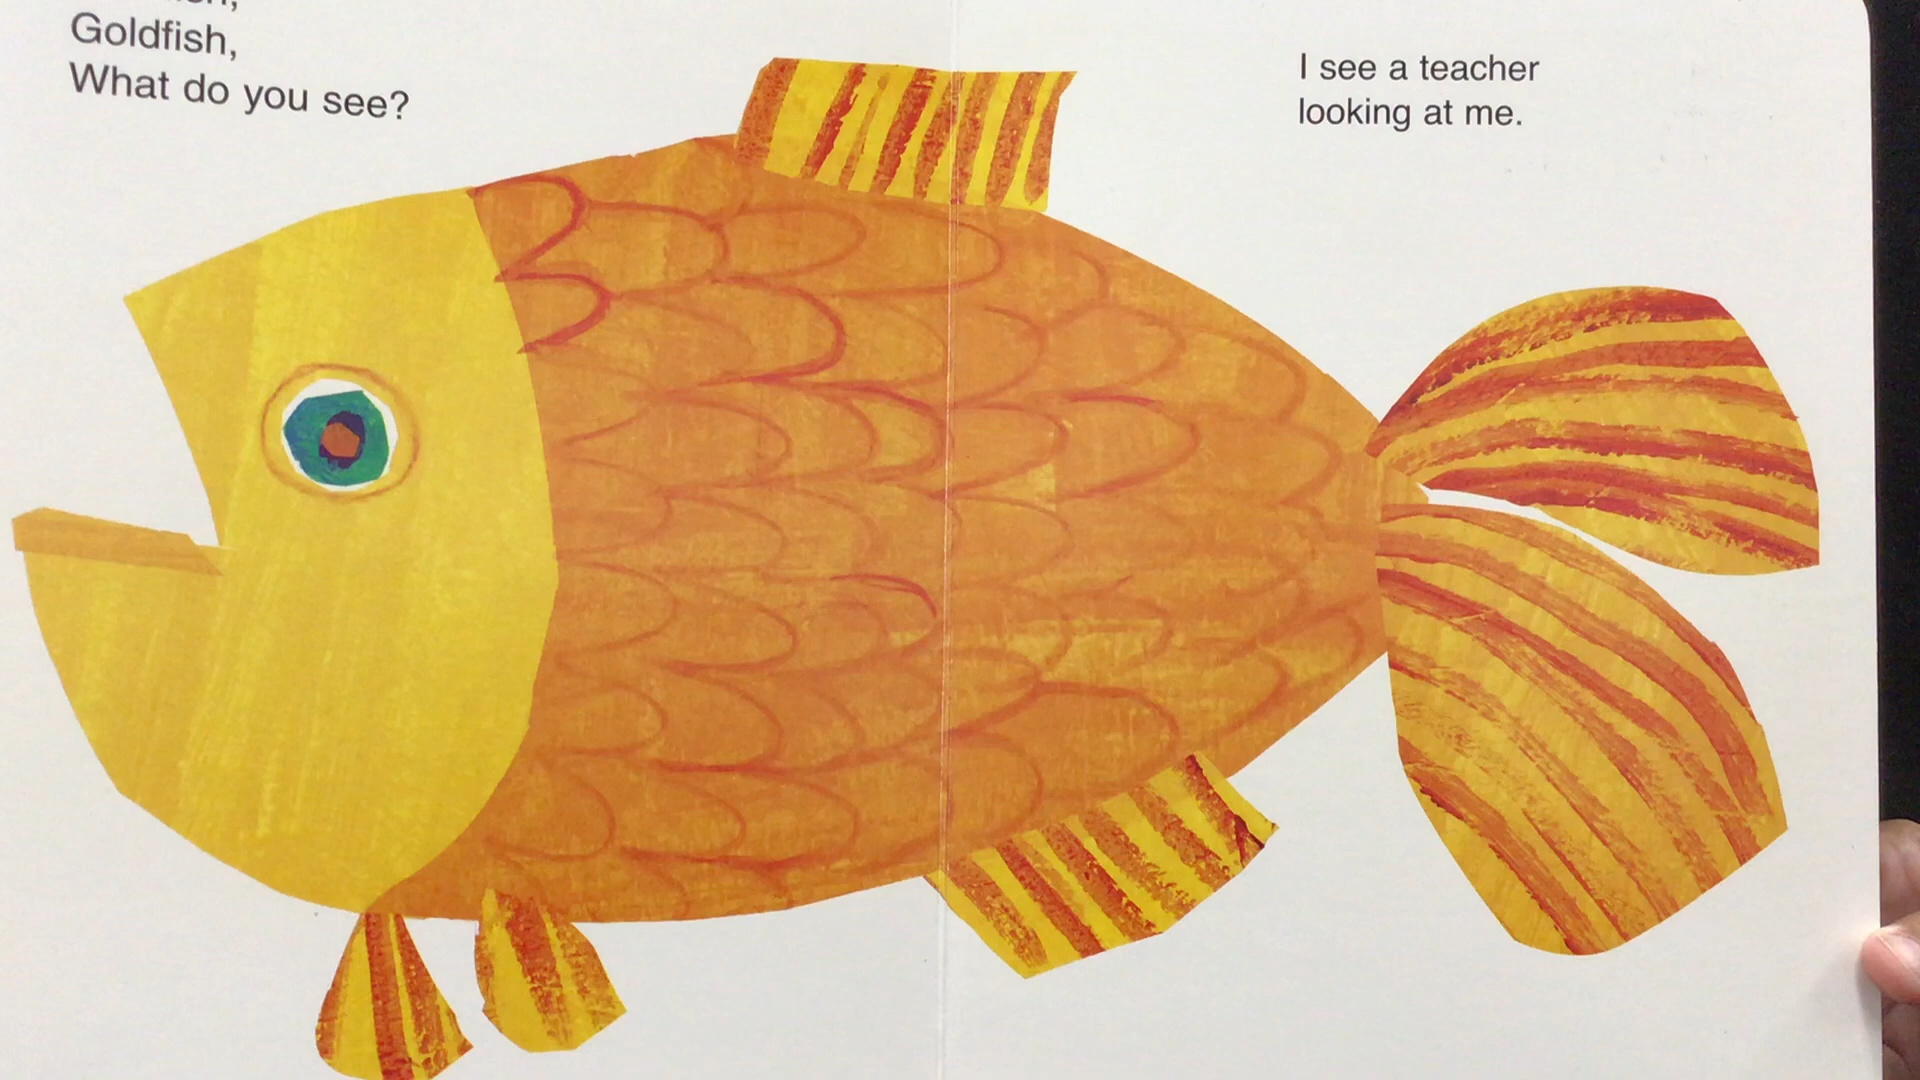 Goldfish,
What do you see?
I see a teacher
looking at me.